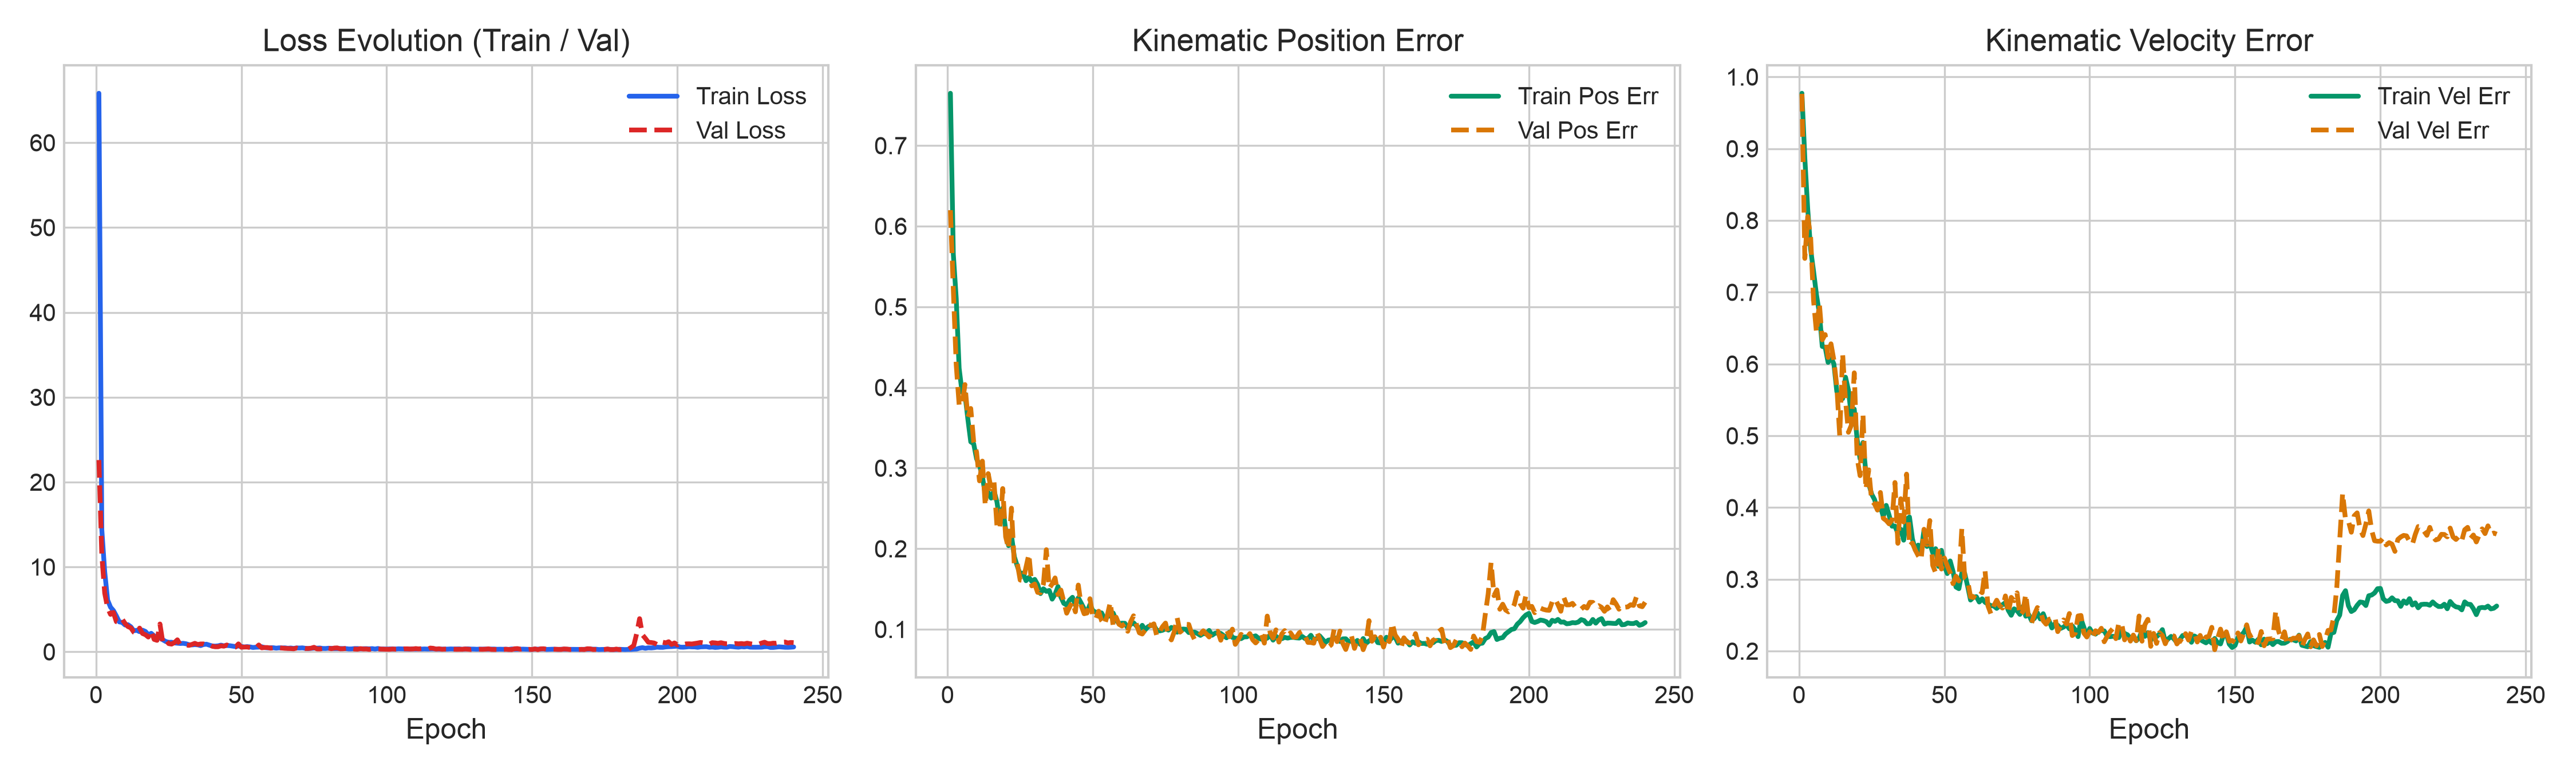 Loss Evolution (Train / Val)
Train Loss
Val Loss
60
50
40
30
20
10
0
0 50 100 150 200 250
Epoch
Kinematic Position Error
Train Pos Err
Val Pos Err
0.7
0.6
0.5
0.4
0.3
0.2
0.1
0 50 100 150 200 250
Epoch
Kinematic Velocity Error
Train Vel Err
Val Vel Err
1.0
0.9
0.8
0.7
0.6
0.5
0.4
0.3
0.2
0 50 100 150 200 250
Epoch